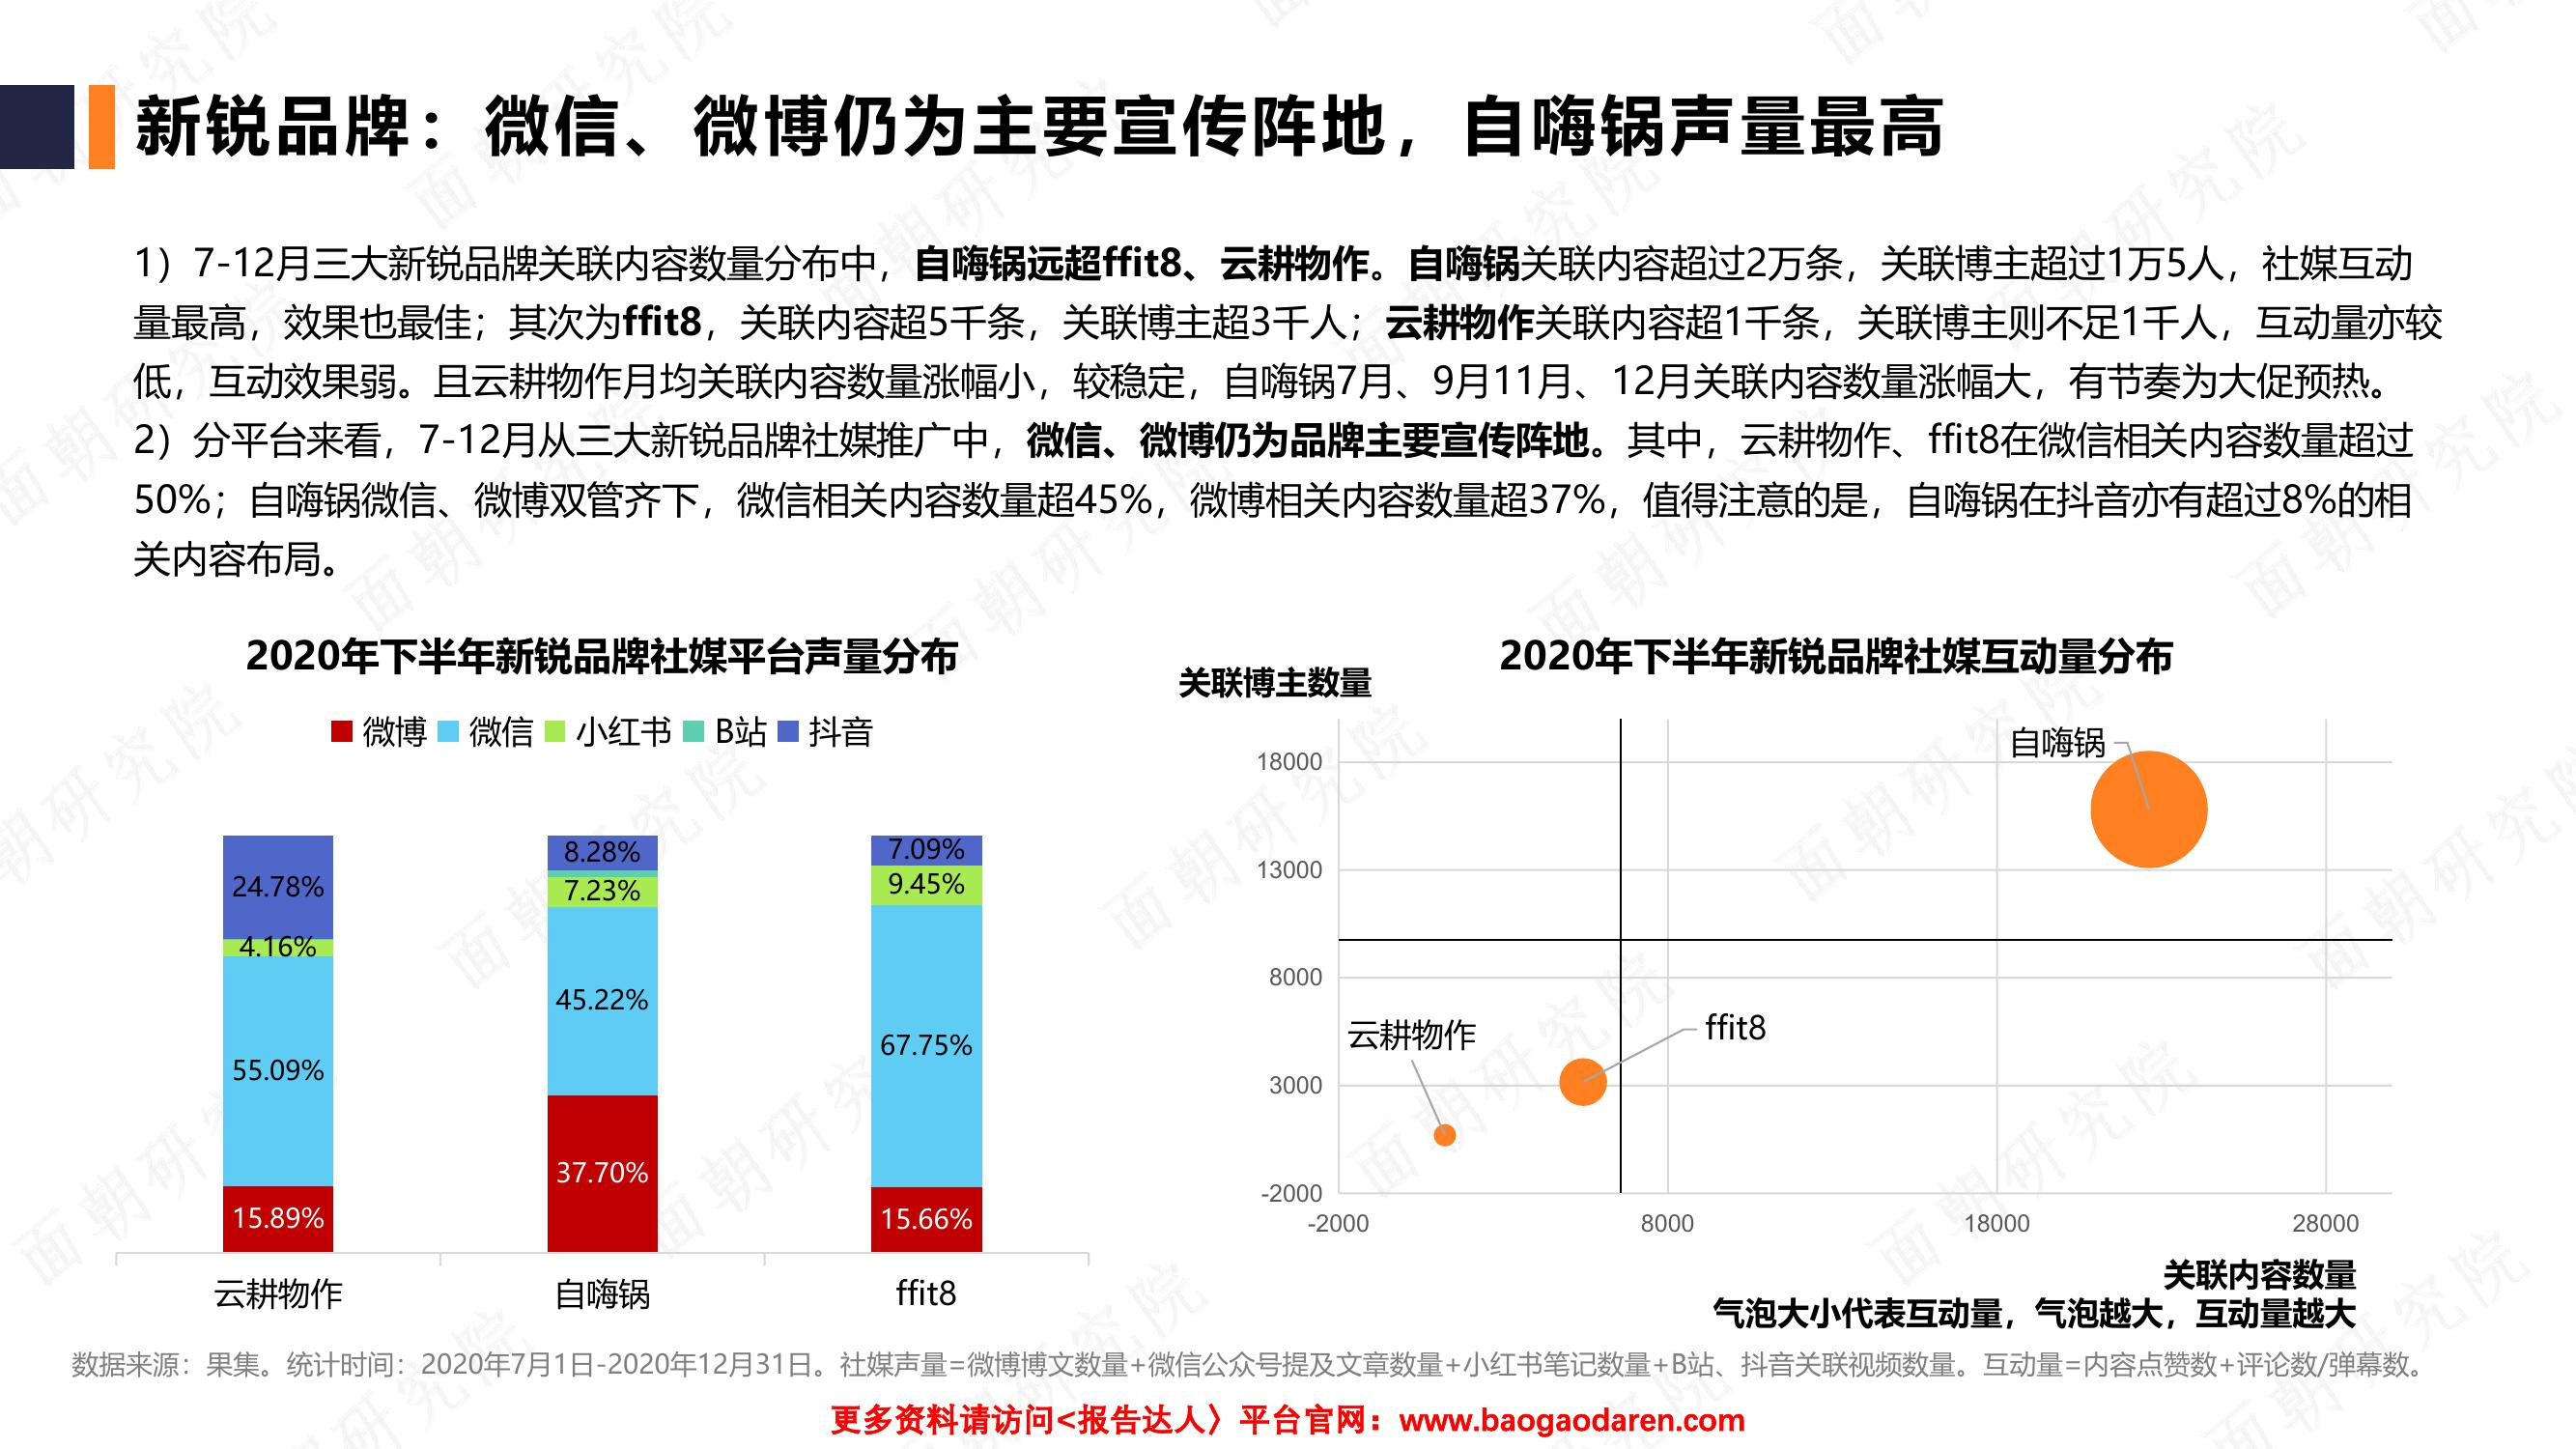 新锐品牌：微信、微博仍为主要宣传阵地，自嗨锅声量最高
1）7-12月三大新锐品牌关联内容数量分布中，自嗨锅远超ffit8、云耕物作。自嗨锅关联内容超过2万条，关联博主超过1万5人，社媒互动
量最高，效果也最佳；其次为ffit8，关联内容超5千条，关联博主超3千人；云耕物作关联内容超1千条，关联博主则不足1千人，互动量亦较
低，互动效果弱。且云耕物作月均关联内容数量涨幅小，较稳定，自嗨锅7月、9月11月、12月关联内容数量涨幅大，有节奏为大促预热。
2）分平台来看，7-12月从三大新锐品牌社媒推广中，微信、微博仍为品牌主要宣传阵地。其中，云耕物作、ffit8在微信相关内容数量超过
50%；自嗨锅微信、微博双管齐下，微信相关内容数量超45%，微博相关内容数量超37%，值得注意的是，自嗨锅在抖音亦有超过8%的相
关内容布局。
2020年下半年新锐品牌社媒平台声量分布
微博 微信 小红书 B站 抖音
24.78%
4.16%
55.09%
15.89%
8.28%
7.23%
45.22%
37.70%
7.09%
9.45%
67.75%
15.66%
云耕物作 自嗨锅 ffit8
2020年下半年新锐品牌社媒互动量分布
关联博主数量
18000
13000
8000
3000
-2000
自嗨锅
云耕物作
ffit8
-2000 8000 18000 28000
关联内容数量
气泡大小代表互动量，气泡越大，互动量越大
数据来源：果集。统计时间：2020年7月1日-2020年12月31日。社媒声量=微博博文数量+微信公众号提及文章数量+小红书笔记数量+B站、抖音关联视频数量。互动量=内容点赞数+评论数/弹幕数。
更多资料请访问<报告达人〉平台官网：www.baogaodaren.com
面朝研究院